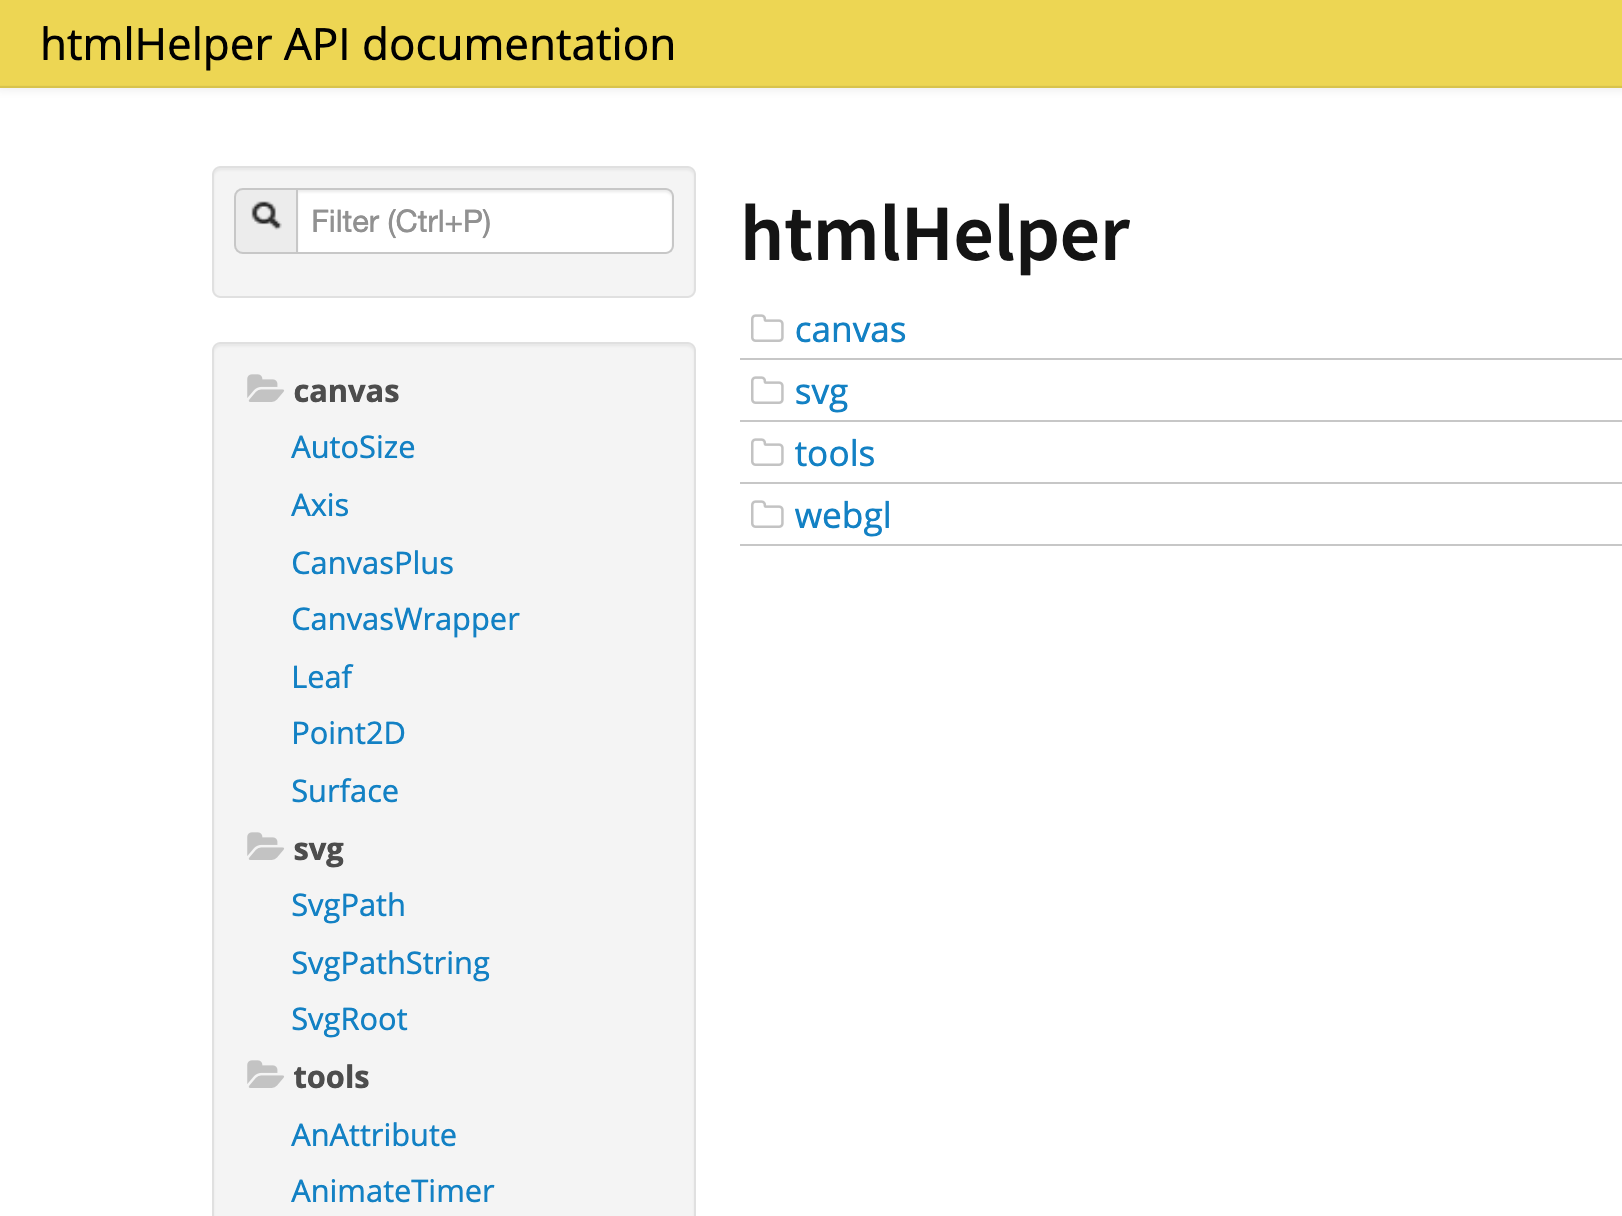 htmlHelper API documentation
Filter (Ctrl+P)
canvas
AutoSize
Axis
CanvasPlus
CanvasWrapper
Leaf
Point2D
Surface
svg
SvgPath
SvgPathString
SvgRoot
tools
AnAttribute
AnimateTimer
htmlHelper
canvas
svg
tools
webgl